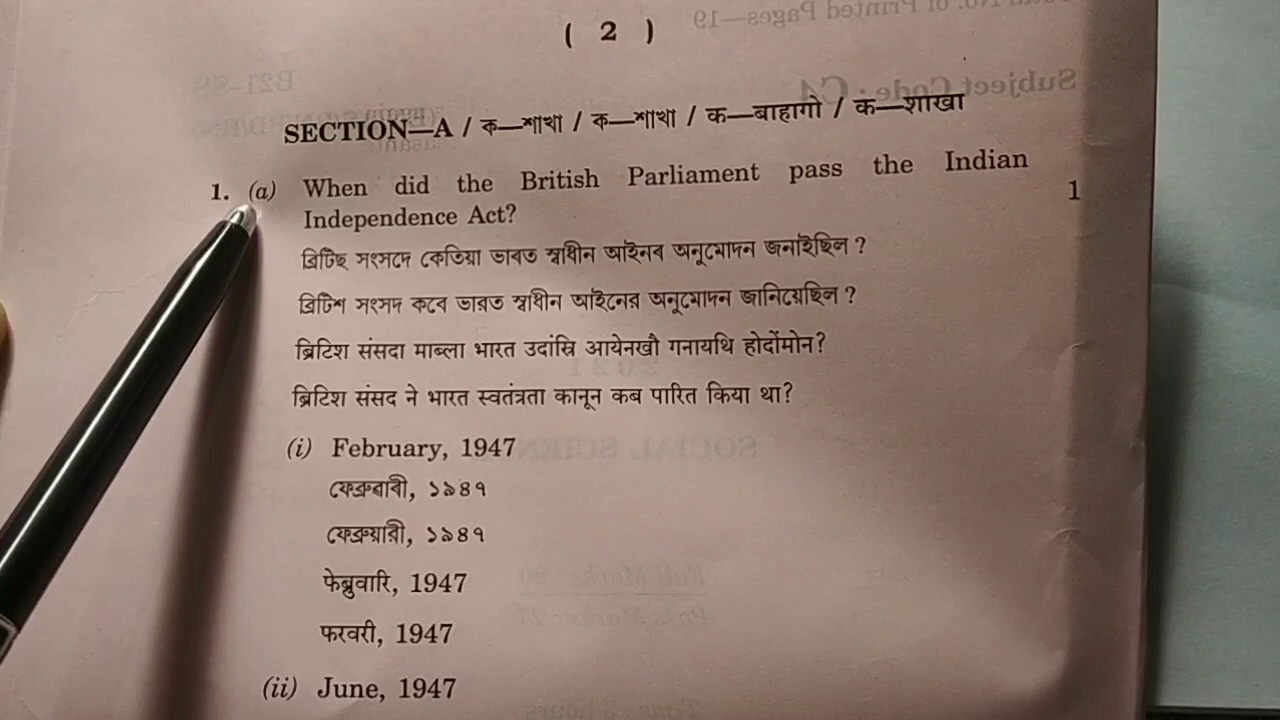 ( 2 )
SECTION—A / ক—শাখা / ক—শাখা / क—बाहागो / क—शाखा
1. (a) When did the British Parliament pass the Indian 1
Independence Act?
ব্ৰিটিছ সংসদে কেতিয়া ভাৰত স্বাধীন আইনৰ অনুমোদন জনাইছিল ?
ব্রিটিশ সংসদ কবে ভারত স্বাধীন আইনের অনুমোদন জানিয়েছিল ?
ब्रिटिश संसदा माब्ला भारत उदांस्रि आयेनखौ गनायथि होदोंमोन?
ब्रिटिश संसद ने भारत स्वतंत्रता कानून कब पारित किया था?
(i) February, 1947
ফেব্ৰুৱাৰী, ১৯৪৭
ফেব্রুয়ারী, ১৯৪৭
फेब्रुवारि, 1947
फरवरी, 1947
(ii) June, 1947